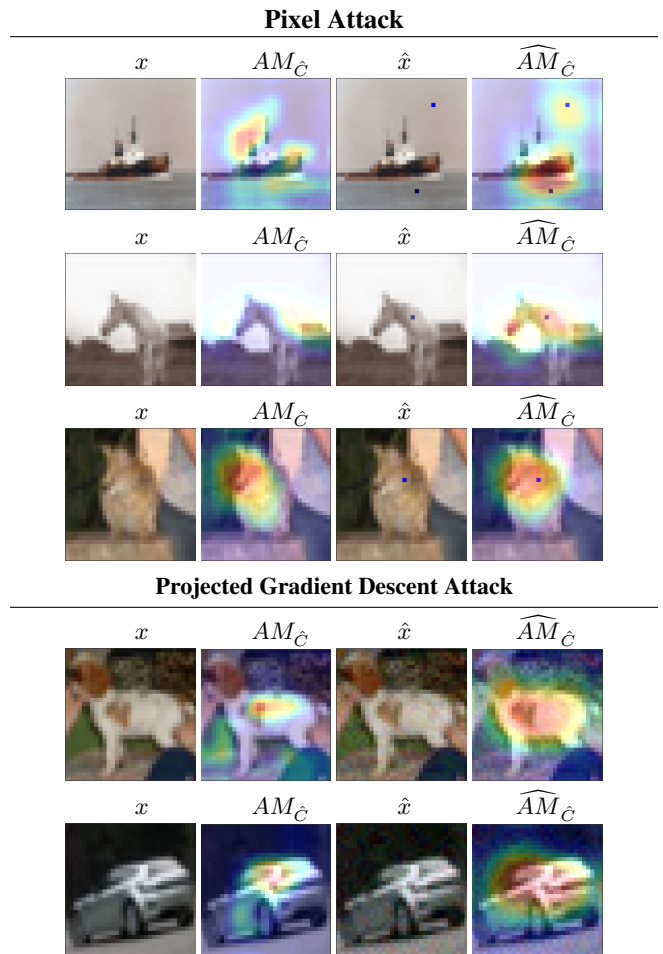 Pixel Attack
x AM_Ĉ x̂ \widehat{AM}_Ĉ
x AM_Ĉ x̂ \widehat{AM}_Ĉ
x AM_Ĉ x̂ \widehat{AM}_Ĉ
Projected Gradient Descent Attack
x AM_Ĉ x̂ \widehat{AM}_Ĉ
x AM_Ĉ x̂ \widehat{AM}_Ĉ